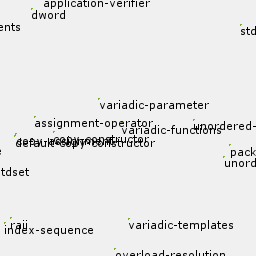 application-verifier
dword
ents
std
variadic-parameter
assignment-operator
variadic-functions
unordered-
copy-constructor
default-copy-constructor
pack
unord
tdset
raii
variadic-templates
index-sequence
overload-resolution